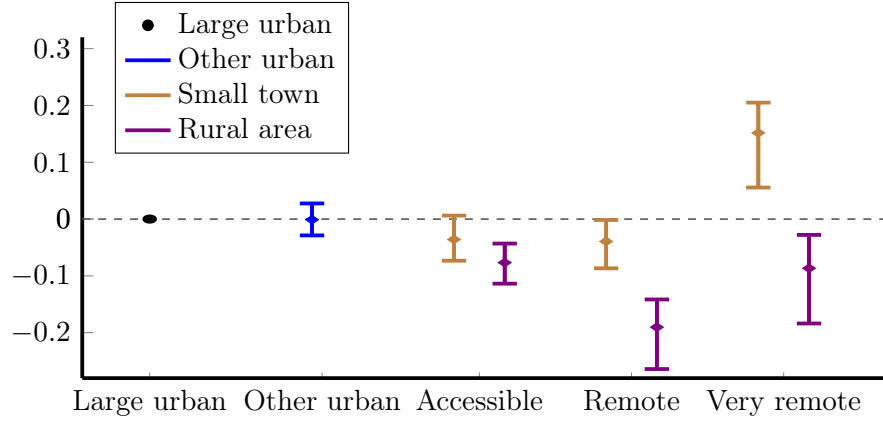 Large urban
Other urban
Small town
Rural area
0.3
0.2
0.1
0
−0.1
−0.2
Large urban Other urban Accessible Remote Very remote